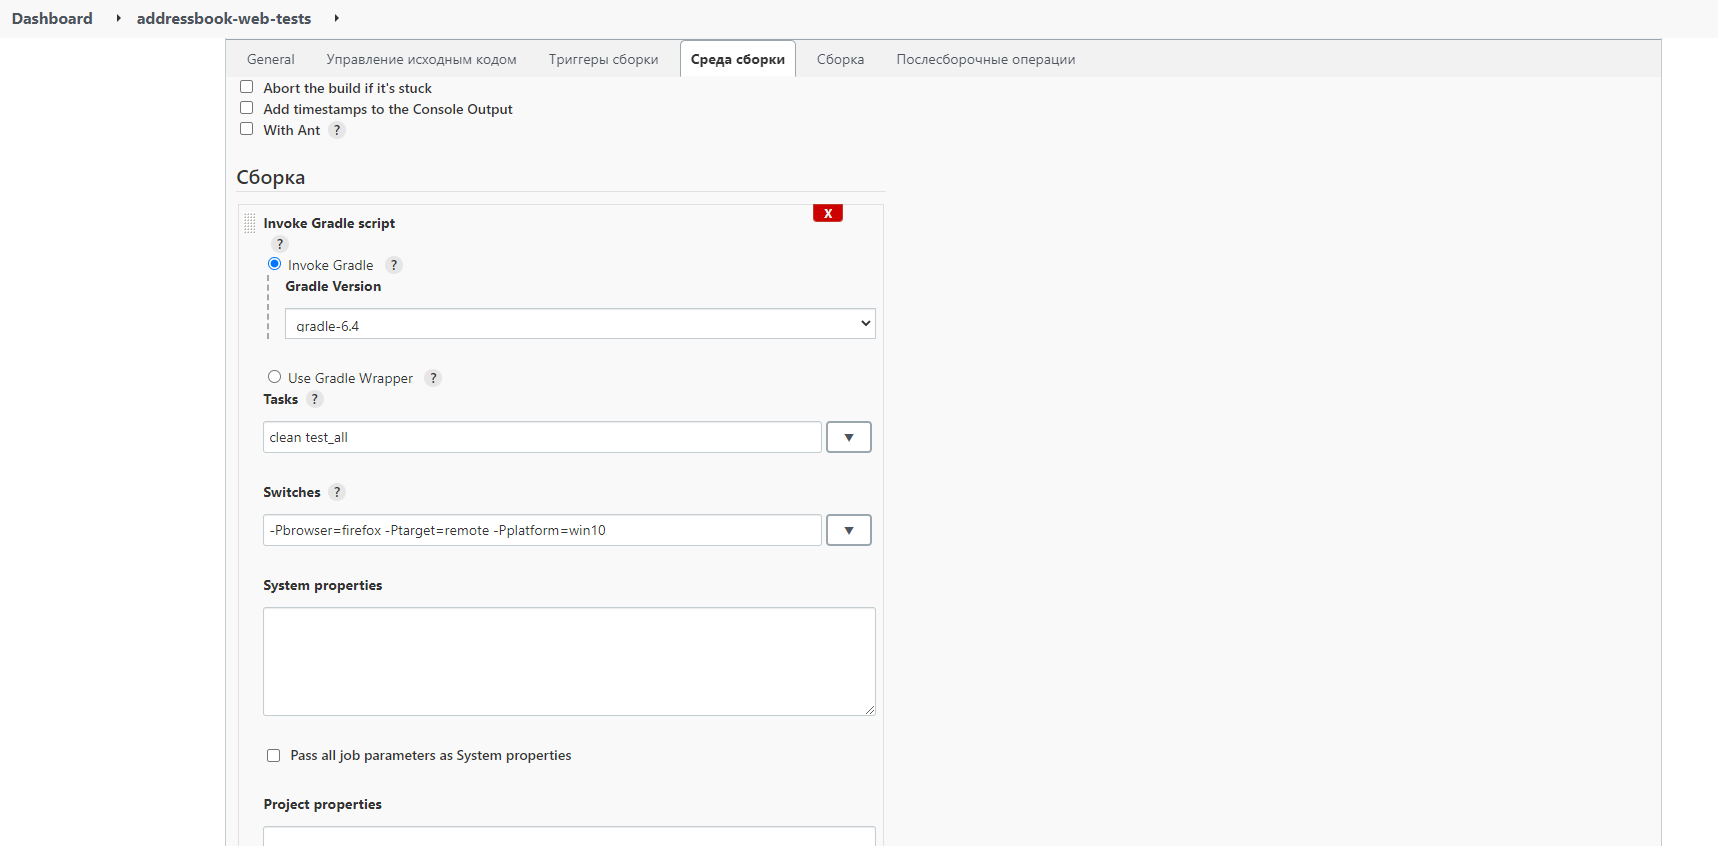 Dashboard addressbook-web-tests
General Управление исходным кодом Триггеры сборки Среда сборки Сборка Послесборочные операции
Abort the build if it's stuck
Add timestamps to the Console Output
With Ant ?
Сборка
X
Invoke Gradle script
?
Invoke Gradle ?
Gradle Version
gradle-6.4
Use Gradle Wrapper ?
Tasks ?
clean test_all
Switches ?
-Pbrowser=firefox -Ptarget=remote -Pplatform=win10
System properties
Pass all job parameters as System properties
Project properties